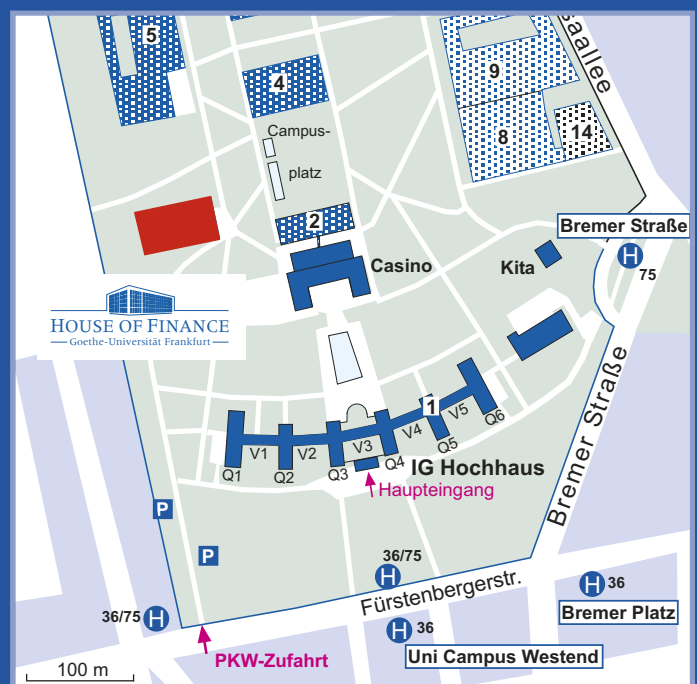 5
4
9
saallee
8
14
Campus-
platz
2
Bremer Straße
Casino
Kita
75
HOUSE OF FINANCE
Goethe-Universität Frankfurt
1
V5
V4
Q6
V3
Q5
V1
V2
Q4
Q1
Q2
Q3
IG Hochhaus
Haupteingang
Bremer Straße
P
P
36/75
H
H
Fürstenbergerstr.
H
36
Bremer Platz
36/75
H
H
36
Uni Campus Westend
PKW-Zufahrt
100 m